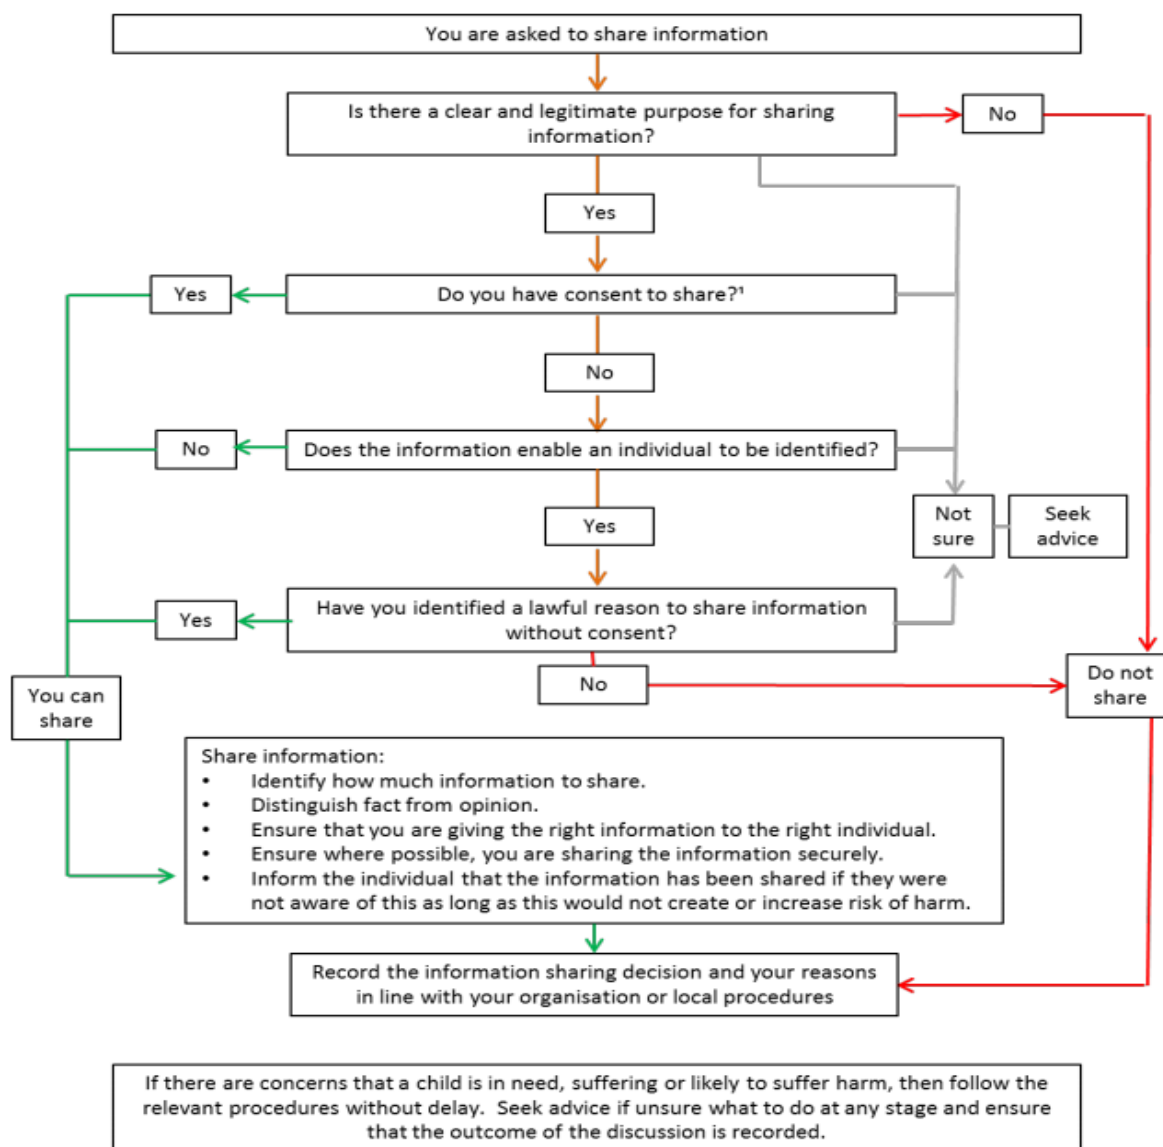 You are asked to share information
Is there a clear and legitimate purpose for sharing
information?
No
Yes
Yes
Do you have consent to share?¹
No
No
Does the information enable an individual to be identified?
Yes
Not
sure
Seek
advice
Yes
Have you identified a lawful reason to share information
without consent?
No
Do not
share
You can
share
Share information:
• Identify how much information to share.
• Distinguish fact from opinion.
• Ensure that you are giving the right information to the right individual.
• Ensure where possible, you are sharing the information securely.
• Inform the individual that the information has been shared if they were
not aware of this as long as this would not create or increase risk of harm.
Record the information sharing decision and your reasons
in line with your organisation or local procedures
If there are concerns that a child is in need, suffering or likely to suffer harm, then follow the
relevant procedures without delay.  Seek advice if unsure what to do at any stage and ensure
that the outcome of the discussion is recorded.